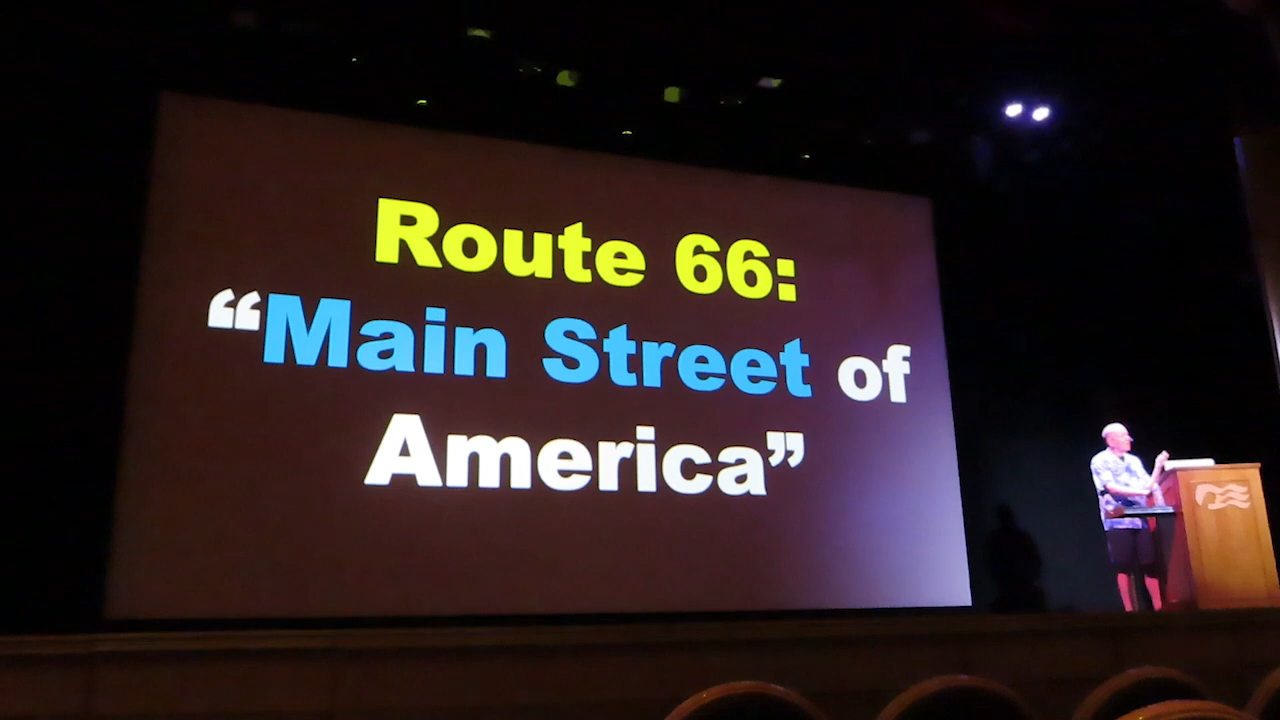 Route 66:
“Main Street of
America”